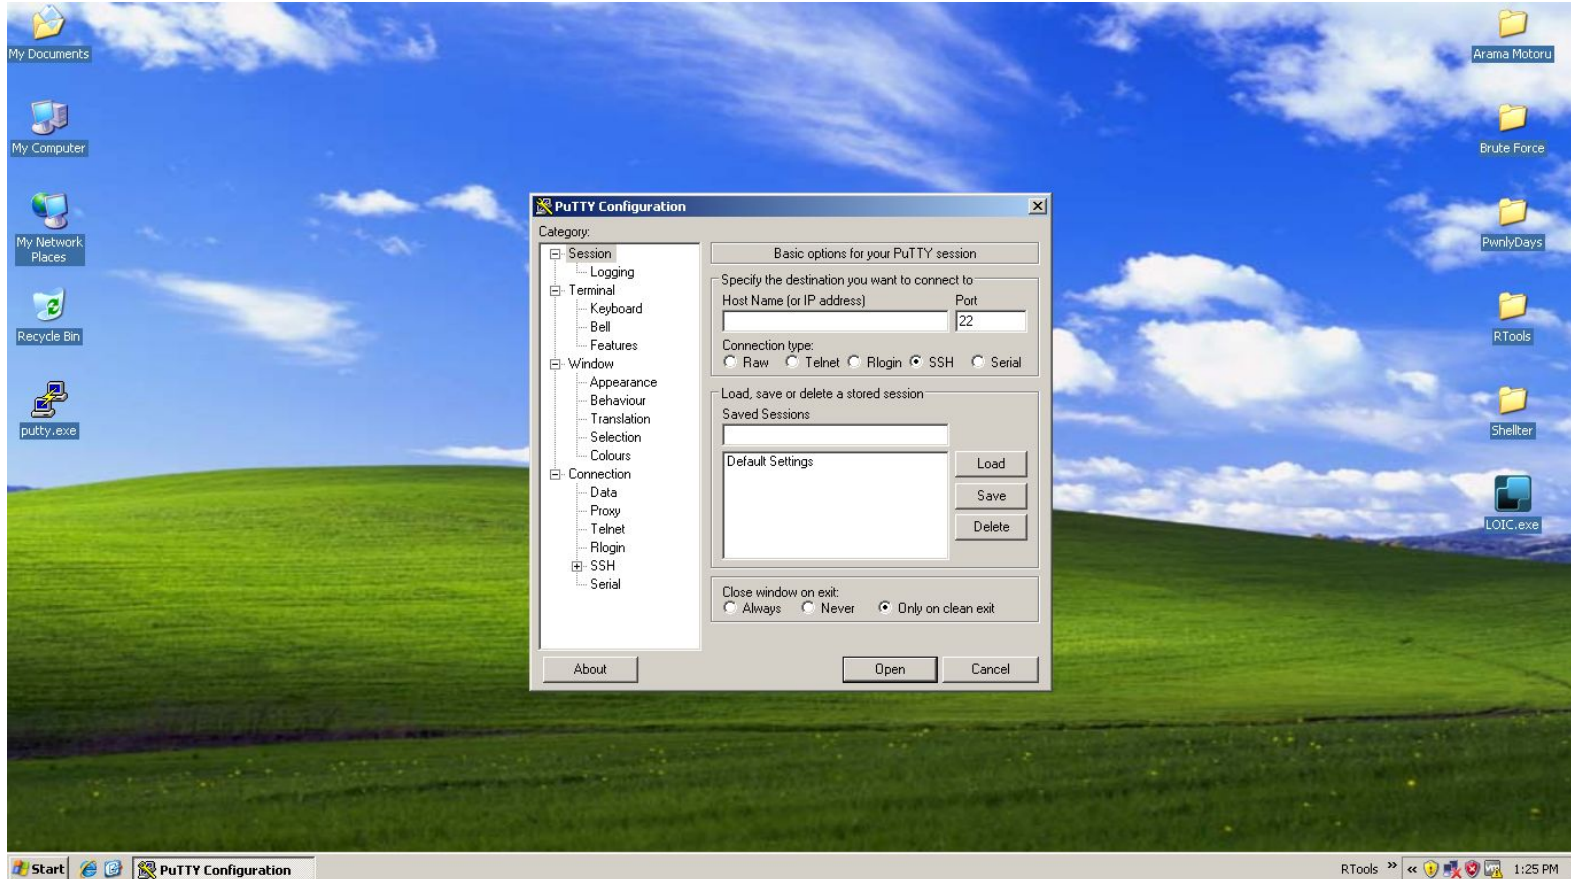 My Documents
My Computer
My Network
Places
Recycle Bin
putty.exe
Arama Motoru
Brute Force
PwnlyDays
RTools
Shellter
LOIC.exe
PuTTY Configuration
Category:
Session
Logging
Terminal
Keyboard
Bell
Features
Window
Appearance
Behaviour
Translation
Selection
Colours
Connection
Data
Proxy
Telnet
Rlogin
SSH
Serial
Basic options for your PuTTY session
Specify the destination you want to connect to
Host Name (or IP address) Port
22
Connection type:
Raw Telnet Rlogin SSH Serial
Load, save or delete a stored session
Saved Sessions
Default Settings
Load
Save
Delete
Close window on exit:
Always Never Only on clean exit
About Open Cancel
Start PuTTY Configuration RTools 1:25 PM